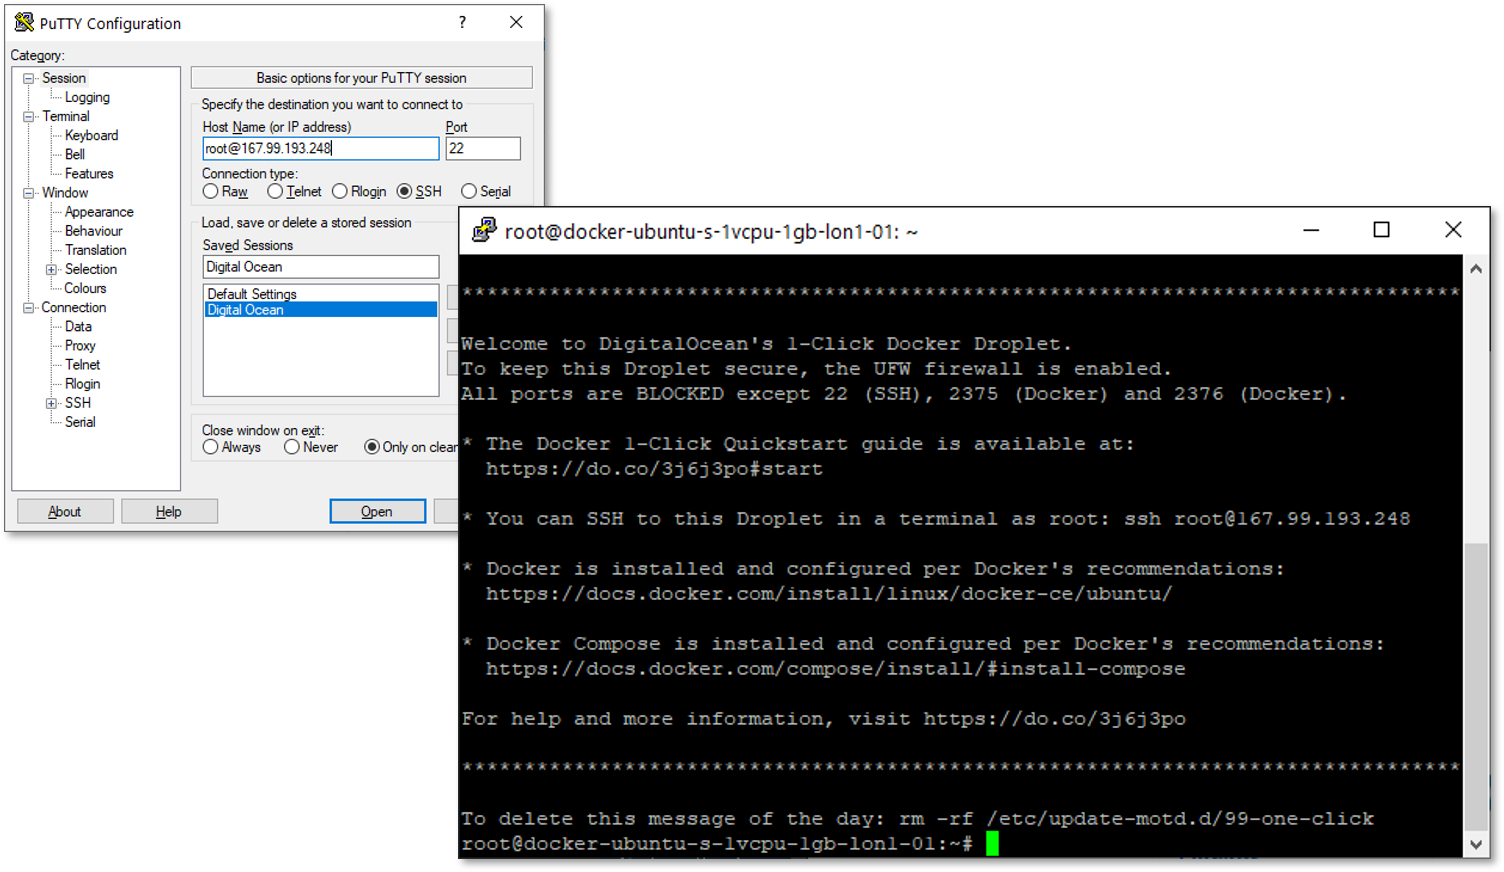 PuTTY Configuration
?
Category:
Session
Logging
Terminal
Keyboard
Bell
Features
Window
Appearance
Behaviour
Translation
Selection
Colours
Connection
Data
Proxy
Telnet
Rlogin
SSH
Serial
Basic options for your PuTTY session
Specify the destination you want to connect to
Host Name (or IP address) Port
root@167.99.193.248 22
Connection type:
Raw Telnet Rlogin SSH Serial
Load, save or delete a stored session
Saved Sessions
Digital Ocean
Default Settings
Digital Ocean
Close window on exit:
Always Never Only on clean
About Help Open
root@docker-ubuntu-s-1vcpu-1gb-lon1-01: ~
********************************************************************************
Welcome to DigitalOcean's 1-Click Docker Droplet.
To keep this Droplet secure, the UFW firewall is enabled.
All ports are BLOCKED except 22 (SSH), 2375 (Docker) and 2376 (Docker).
* The Docker 1-Click Quickstart guide is available at:
https://do.co/3j6j3po#start
* You can SSH to this Droplet in a terminal as root: ssh root@167.99.193.248
* Docker is installed and configured per Docker's recommendations:
https://docs.docker.com/install/linux/docker-ce/ubuntu/
* Docker Compose is installed and configured per Docker's recommendations:
https://docs.docker.com/compose/install/#install-compose
For help and more information, visit https://do.co/3j6j3po
********************************************************************************
To delete this message of the day: rm -rf /etc/update-motd.d/99-one-click
root@docker-ubuntu-s-1vcpu-1gb-lon1-01:~#